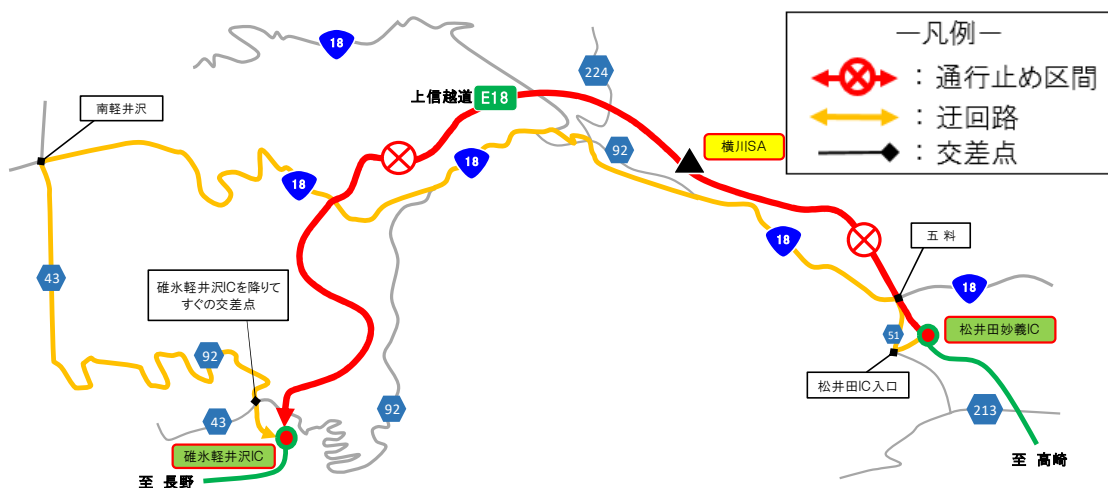 18
224
上信越道 E18
92
横川SA
－凡例－
：通行止め区間
：迂回路
：交差点
南軽井沢
18
18
43
碓氷軽井沢ICを降りて
すぐの交差点
92
43
碓氷軽井沢IC
至 長野
92
18
五 料
18
51
松井田妙義IC
松井田IC入口
213
至 高崎